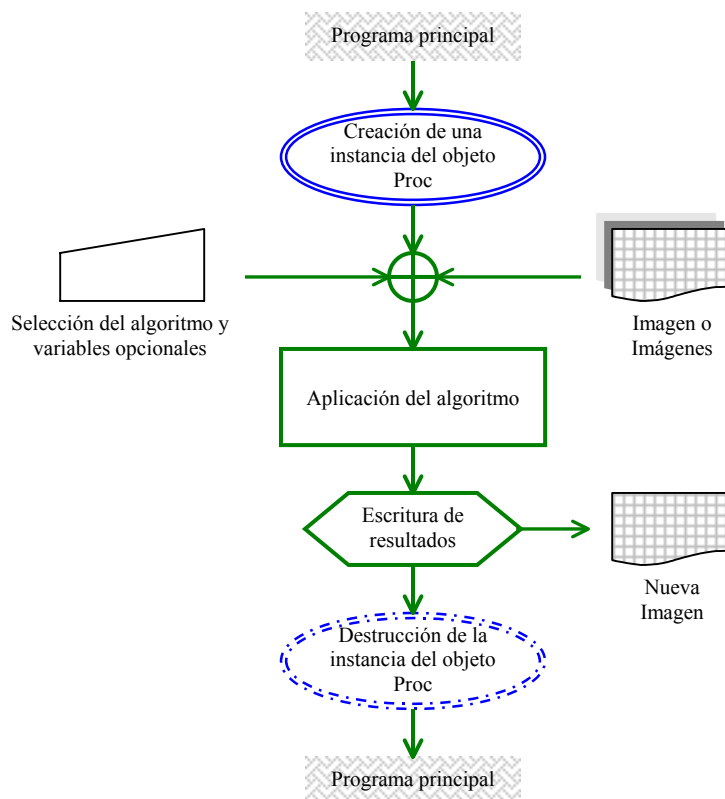 Programa principal
Creación de una
instancia del objeto
Proc
Selección del algoritmo y
variables opcionales
Imagen o
Imágenes
Aplicación del algoritmo
Escritura de
resultados
Nueva
Imagen
Destrucción de la
instancia del objeto
Proc
Programa principal